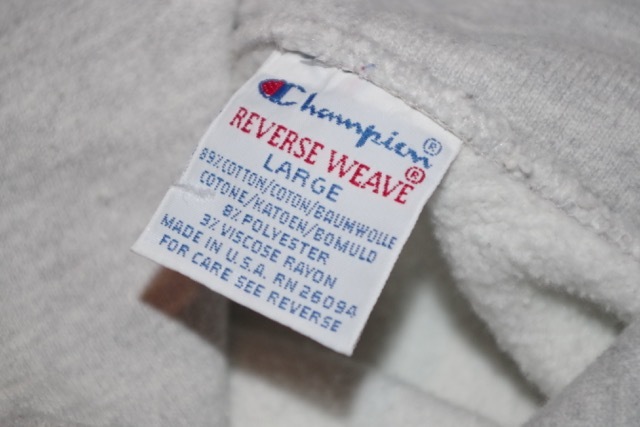 Champion®
REVERSE WEAVE®
LARGE
89% COTTON/COTON/BAUMWOLLE
COTONE/KATOEN/BOMULD
8% POLYESTER
3% VISCOSE RAYON
MADE IN U.S.A. RN 26094
FOR CARE SEE REVERSE